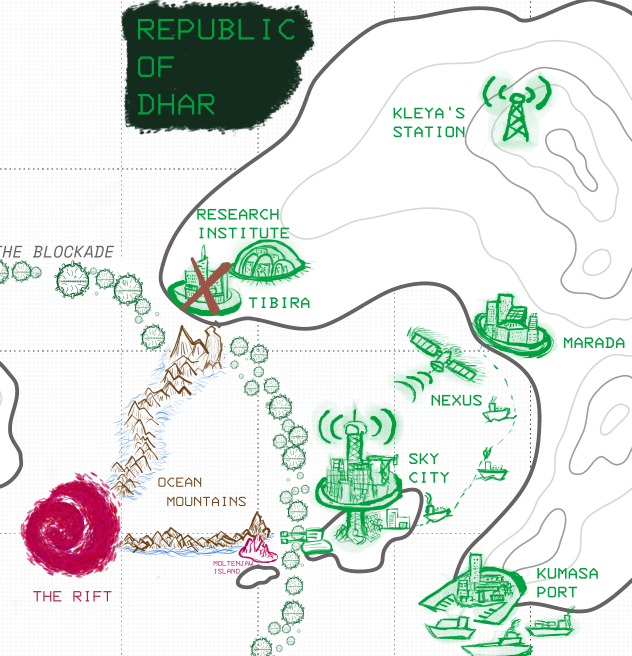 REPUBLIC
OF
DHAR
KLEYA'S
STATION
RESEARCH
INSTITUTE
THE BLOCKADE
TIBIRA
MARADA
NEXUS
SKY
CITY
OCEAN
MOUNTAINS
MOLTENJAW
ISLAND
KUMASA
PORT
THE RIFT